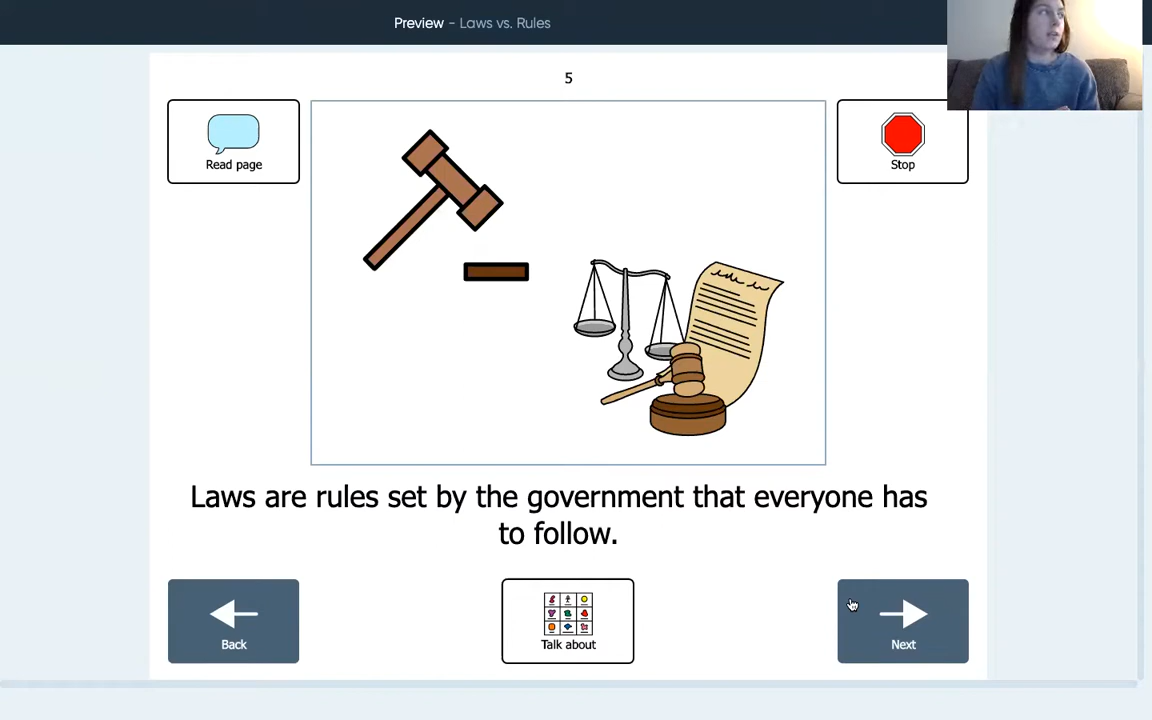 Preview - Laws vs. Rules
5
Read page
Stop
Laws are rules set by the government that everyone has
to follow.
Back
Talk about
Next